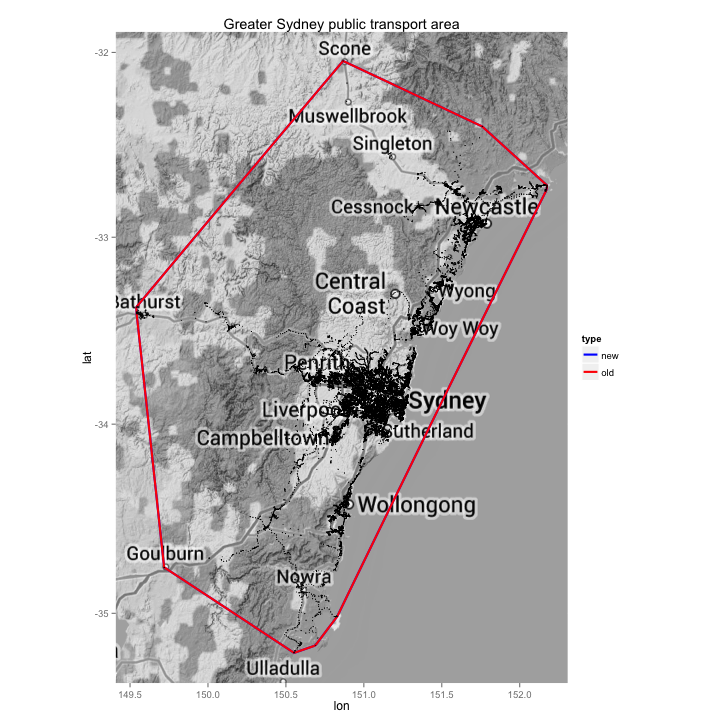 Greater Sydney public transport area
-32
Scone
Muswellbrook
Singleton
Cessnock
Newcastle
-33
Central
Coast
Wyong
Bathurst
Woy Woy
lat
type
new
old
Penrith
Sydney
Liverpool
-34
Sutherland
Campbelltown
Wollongong
Goulburn
Nowra
-35
Ulladulla
149.5
150.0
150.5
151.0
151.5
152.0
lon